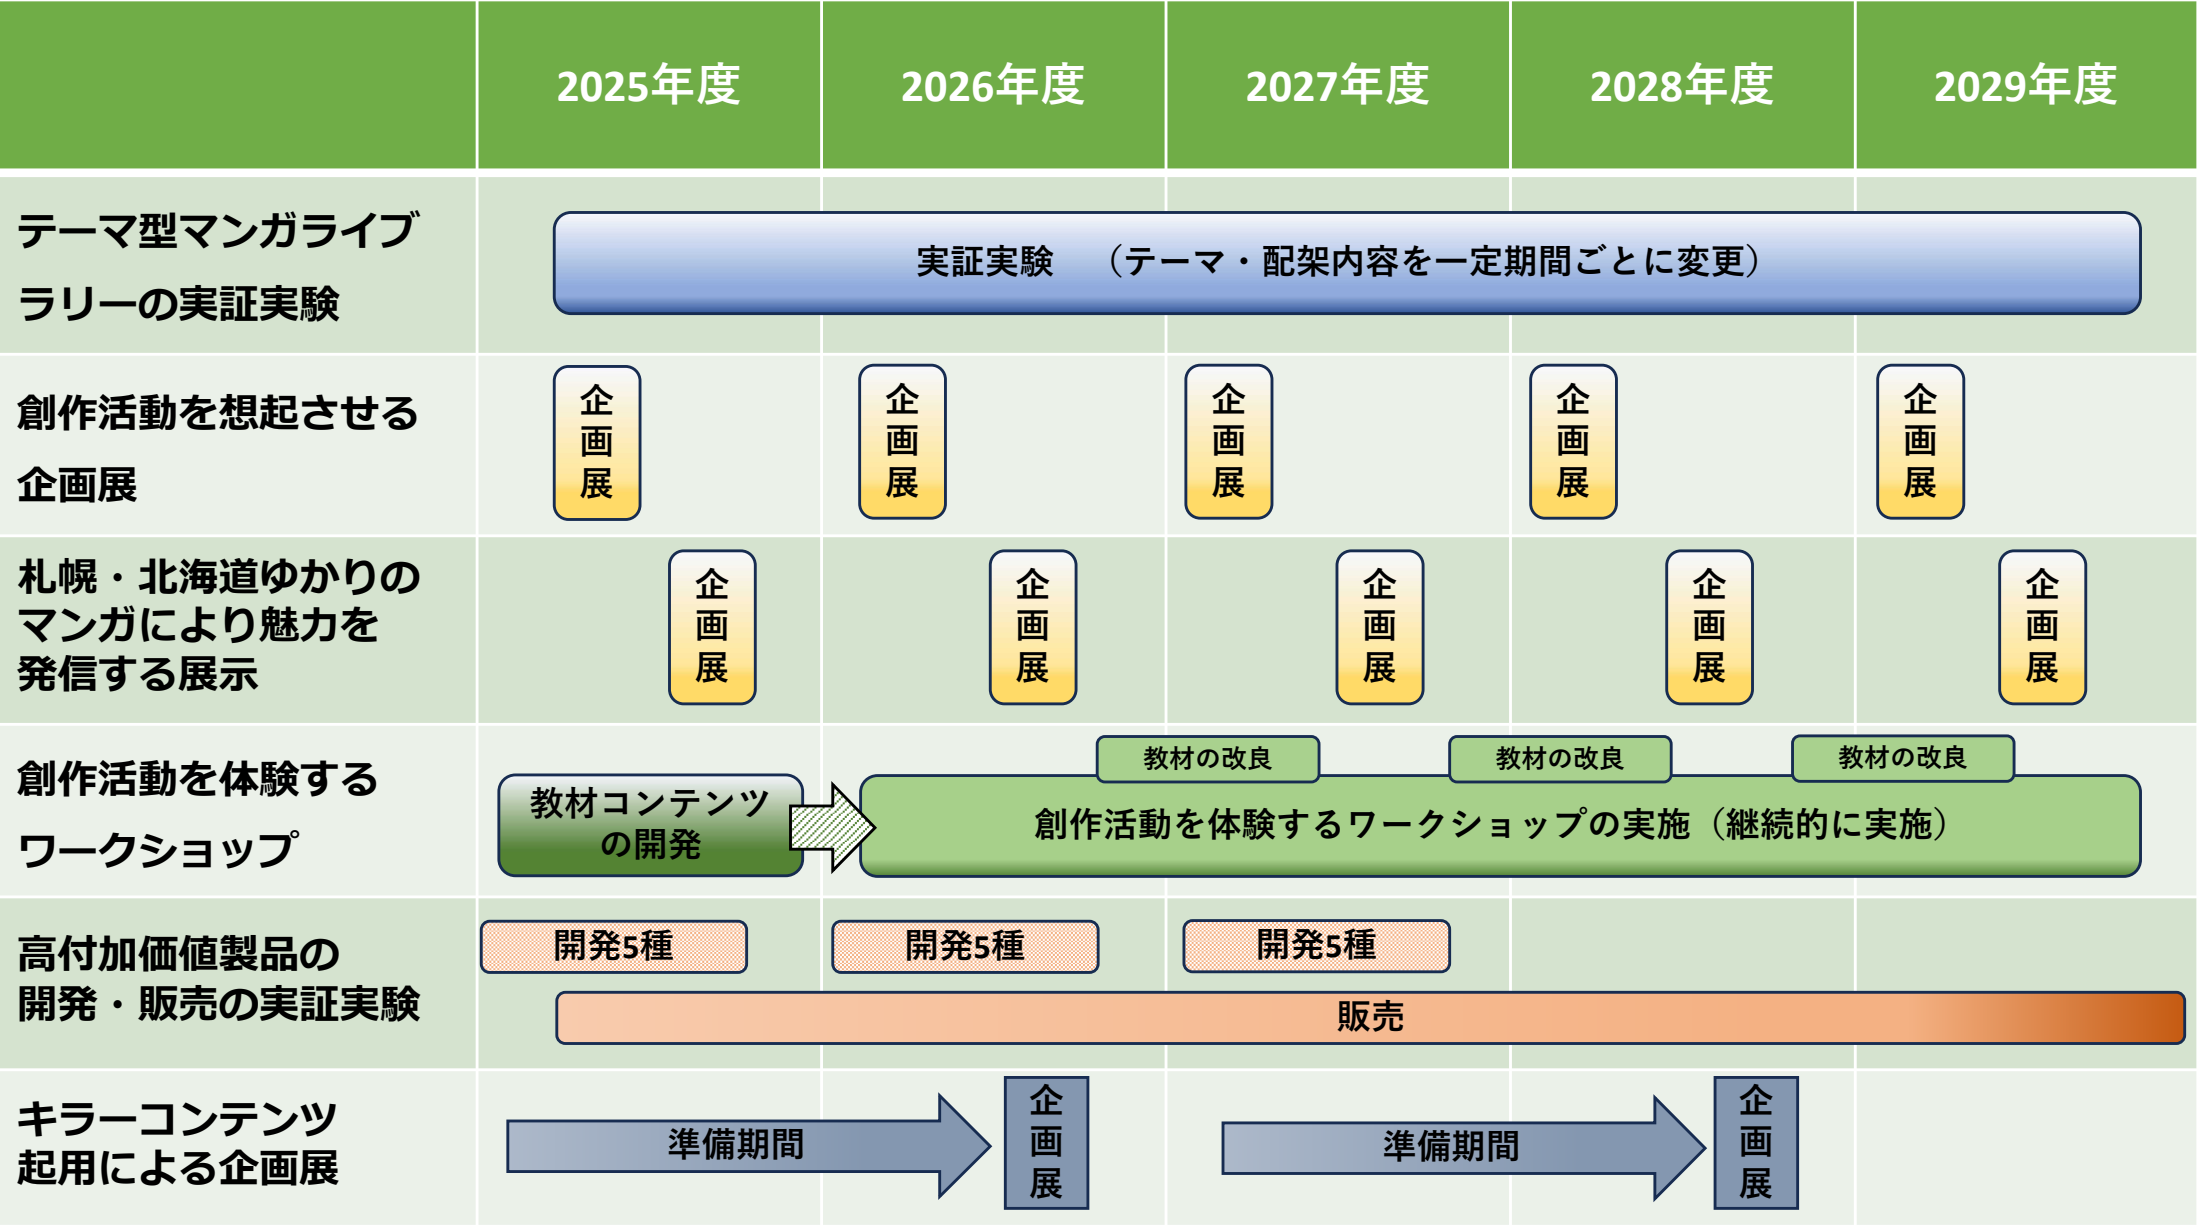 2025年度
2026年度
2027年度
2028年度
2029年度
テーマ型マンガライブ
ラリーの実証実験
実証実験　（テーマ・配架内容を一定期間ごとに変更）
創作活動を想起させる
企画展
企画展
企画展
企画展
企画展
企画展
札幌・北海道ゆかりの
マンガにより魅力を
発信する展示
企画展
企画展
企画展
企画展
企画展
創作活動を体験する
ワークショップ
教材コンテンツ
の開発
教材の改良
教材の改良
教材の改良
創作活動を体験するワークショップの実施（継続的に実施）
高付加価値製品の
開発・販売の実証実験
開発5種
開発5種
開発5種
販売
キラーコンテンツ
起用による企画展
準備期間
企画展
準備期間
企画展